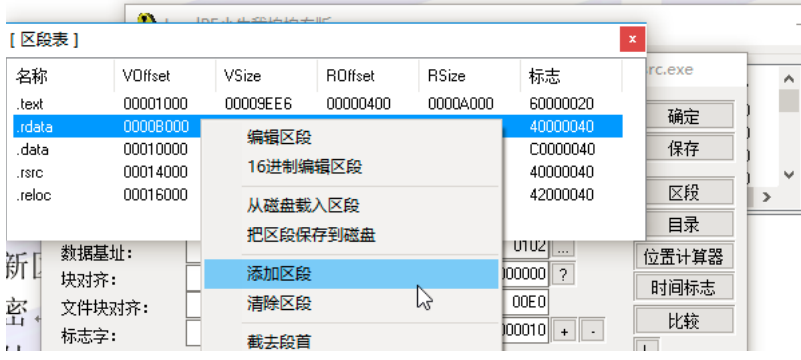 [ 区段表 ]
x
名称 VOffset VSize ROffset RSize 标志
.text 00001000 00009EE6 00000400 0000A000 60000020
.rdata 0000B000 40000040
.data 00010000 C0000040
.rsrc 00014000 40000040
.reloc 00016000 42000040
编辑区段
16进制编辑区段
从磁盘载入区段
把区段保存到磁盘
添加区段
清除区段
截去段首
rc.exe
确定
保存
区段
目录
位置计算器
时间标志
比较
数据基址: 0102 ...
块对齐: 00000 ?
文件块对齐: 00E0
标志字: 000010 + -
新
密